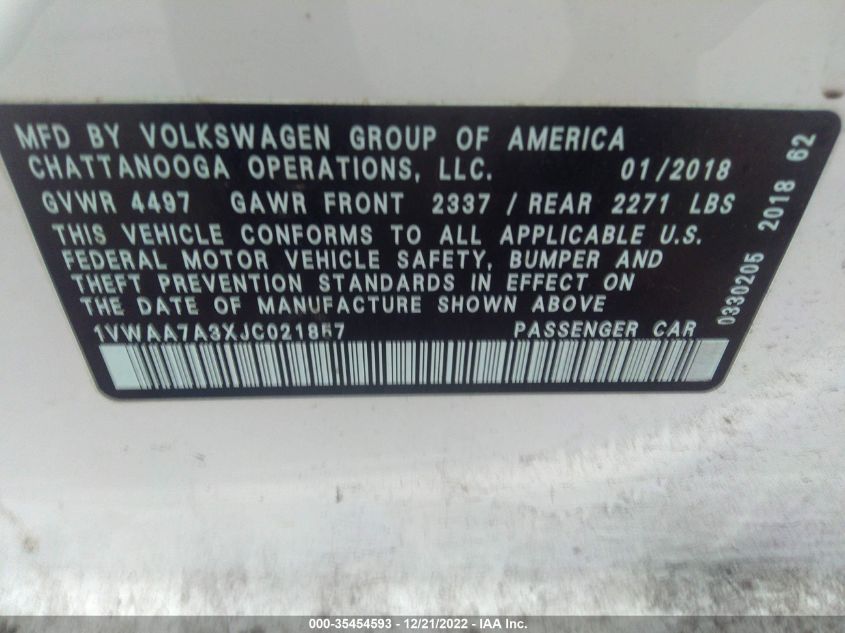 MFD BY VOLKSWAGEN GROUP OF AMERICA
CHATTANOOGA OPERATIONS, LLC. 01/2018
GVWR 4497 GAWR FRONT 2337 / REAR 2271 LBS
THIS VEHICLE CONFORMS TO ALL APPLICABLE U.S.
FEDERAL MOTOR VEHICLE SAFETY, BUMPER AND
THEFT PREVENTION STANDARDS IN EFFECT ON
THE DATE OF MANUFACTURE SHOWN ABOVE
1VWAA7A3XJC021857 PASSENGER CAR
0330205 2018 62
000-35454593 - 12/21/2022 - IAA Inc.